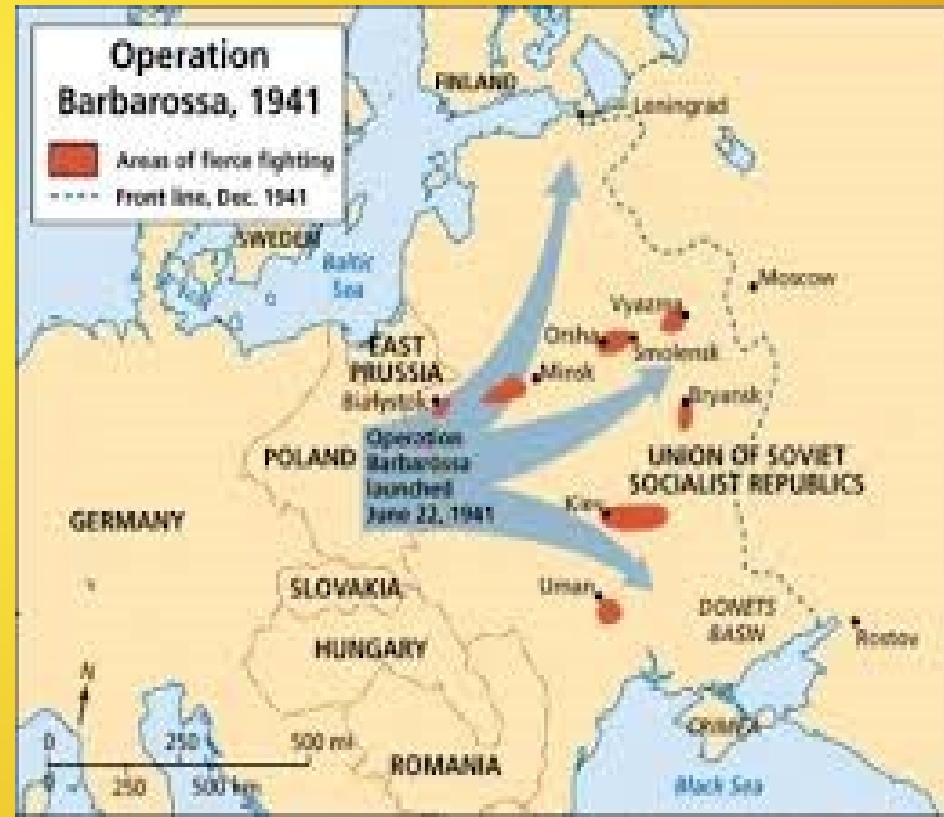 Operation
Barbarossa, 1941
Areas of fierce fighting
Front line, Dec. 1941
FINLAND
Leningrad
SWEDEN
Baltic
Sea
Moscow
Vyazma
Orsha
Smolensk
EAST
PRUSSIA
Minsk
Białystok
Bryansk
Operation
Barbarossa
launched
June 22, 1941
POLAND
UNION OF SOVIET
SOCIALIST REPUBLICS
Kiev
GERMANY
SLOVAKIA
Uman
DONETS
BASIN
Rostov
HUNGARY
N
CRIMEA
0 250 500 mi
0 250 500 km
ROMANIA
Black Sea